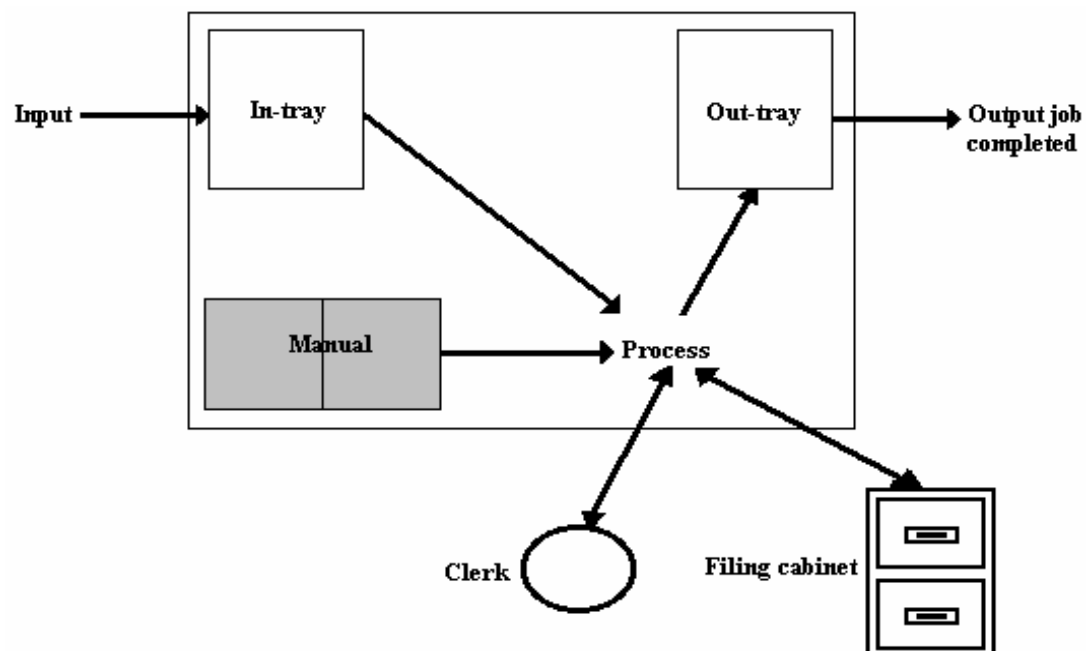 Input
In-tray
Out-tray
Output job
completed
Manual
Process
Clerk
Filing cabinet